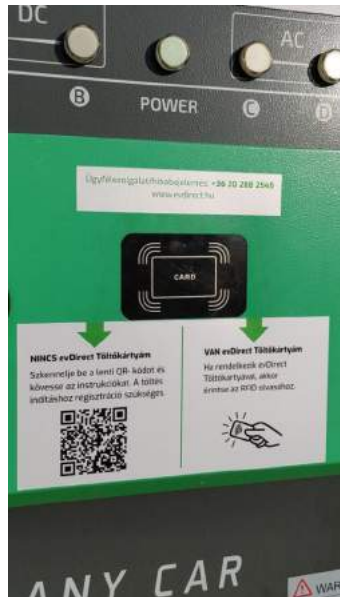 DC
AC
B
POWER
C
D
Ügyfélszolgálat/hibabejelentés: +36 20 288 2549
www.evdirect.hu
CARD
NINCS evDirect Töltőkártyám
Szkennelje be a lenti QR- kódot és
kövesse az instrukciókat. A töltés
indításhoz regisztráció szükséges.
VAN evDirect Töltőkártyám
Ha rendelkezik evDirect
Töltőkártyával, akkor
érintse az RFID olvasóhoz.
ANY CAR
WAR